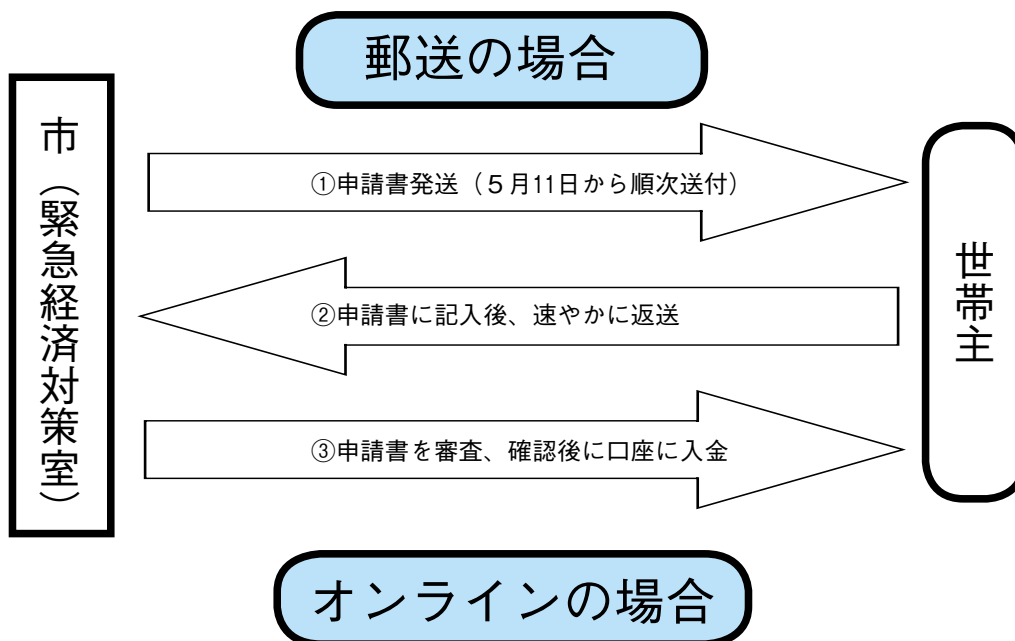 郵送の場合
市（緊急経済対策室）
①申請書発送（５月11日から順次送付）
②申請書に記入後、速やかに返送
③申請書を審査、確認後に口座に入金
世帯主
オンラインの場合